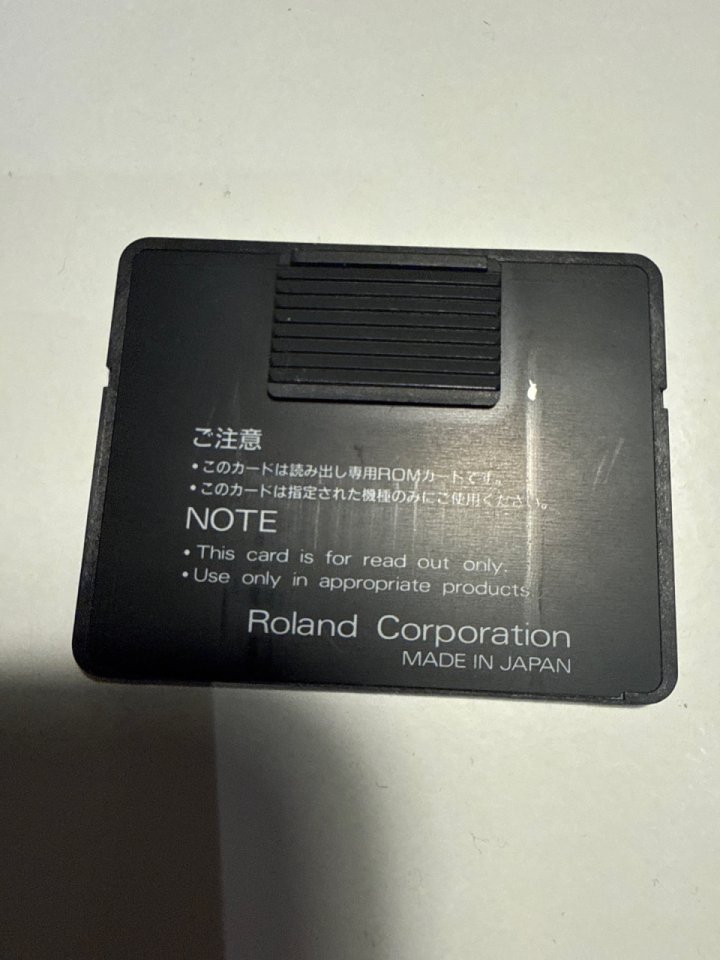 ご注意
•このカードは読み出し専用ROMカードです。
•このカードは指定された機種のみにご使用ください。
NOTE
•This card is for read out only.
•Use only in appropriate products.
Roland Corporation
MADE IN JAPAN